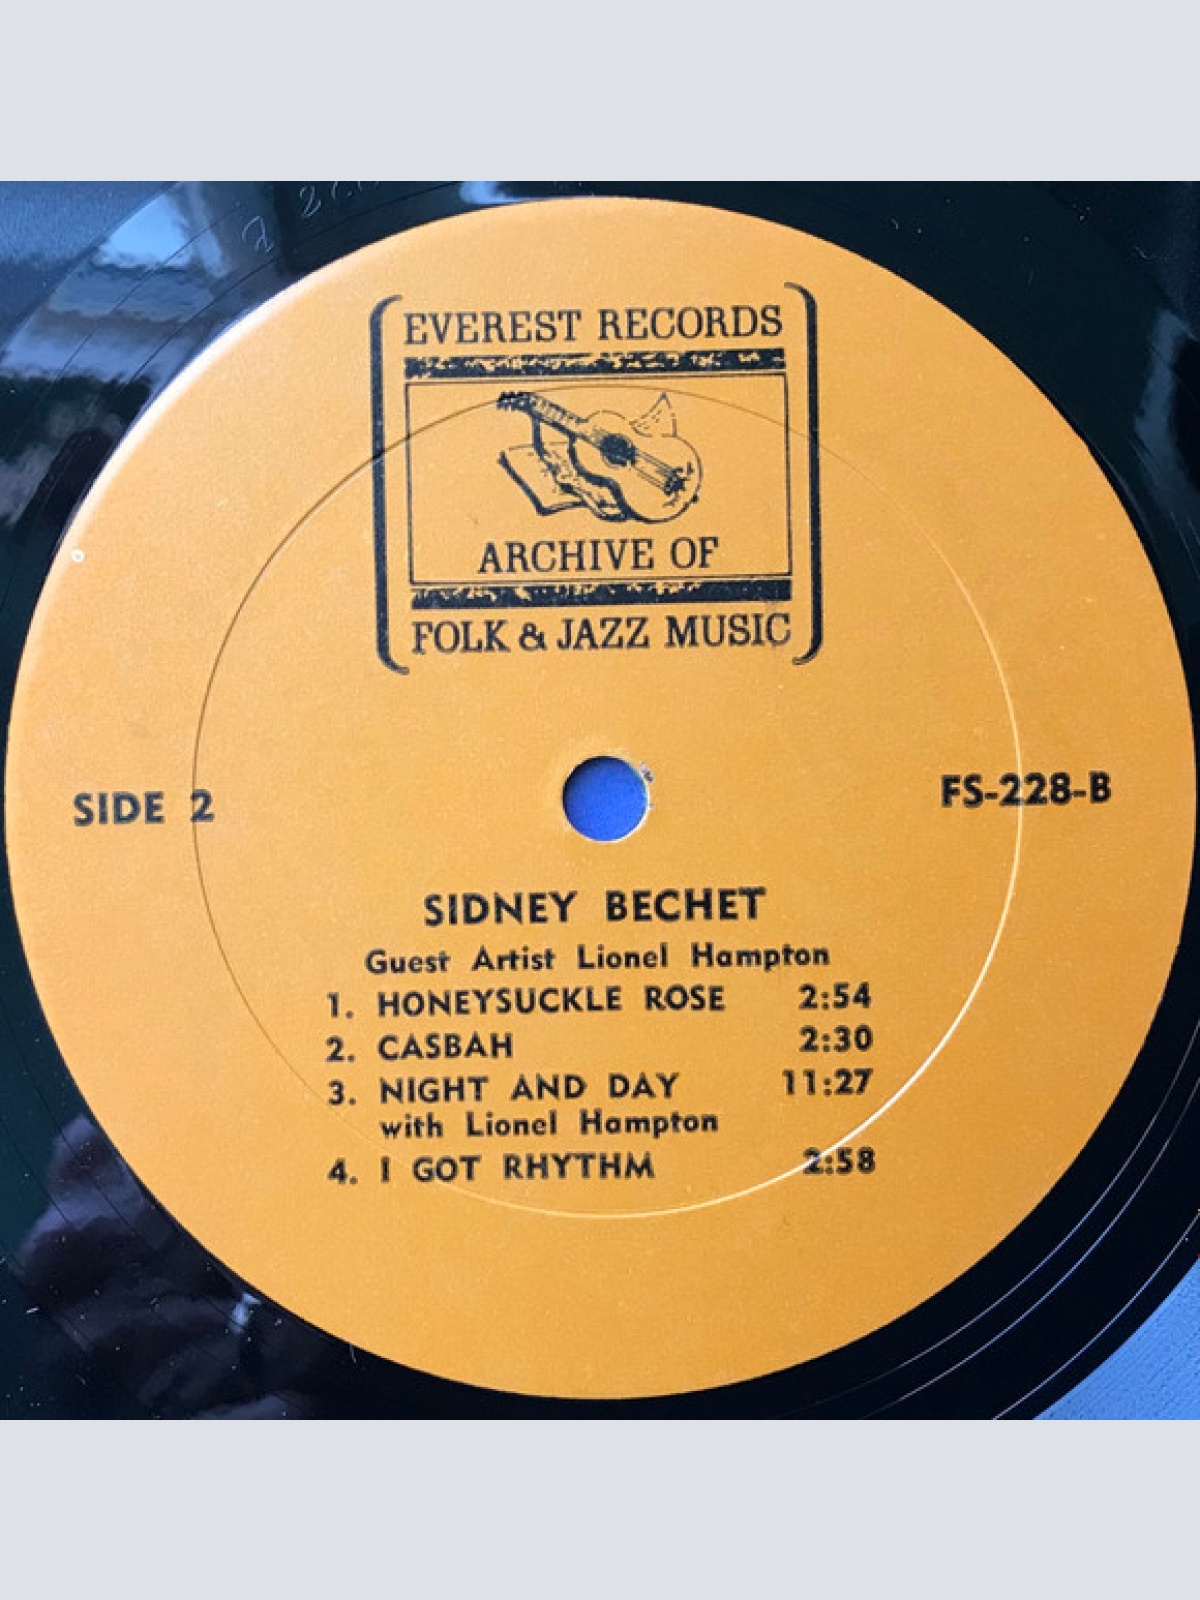 EVEREST RECORDS
ARCHIVE OF
FOLK & JAZZ MUSIC
SIDE 2
FS-228-B
SIDNEY BECHET
Guest Artist Lionel Hampton
1. HONEYSUCKLE ROSE 2:54
2. CASBAH 2:30
3. NIGHT AND DAY 11:27
with Lionel Hampton
4. I GOT RHYTHM 2:58